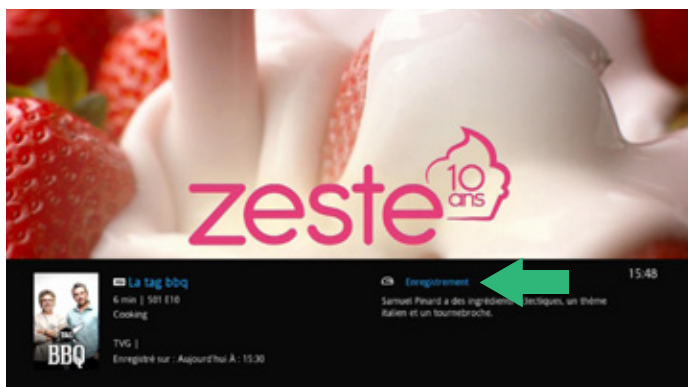 zeste
10
ans
La tag bbq
6 min | S01 E10
Cooking
TVG |
Enregistré sur : Aujourd'hui À : 15:30
TAG
BBQ
Enregistrement
15:48
Samuel Pinard a des ingrédients éclectiques, un thème
italien et un tournebroche.